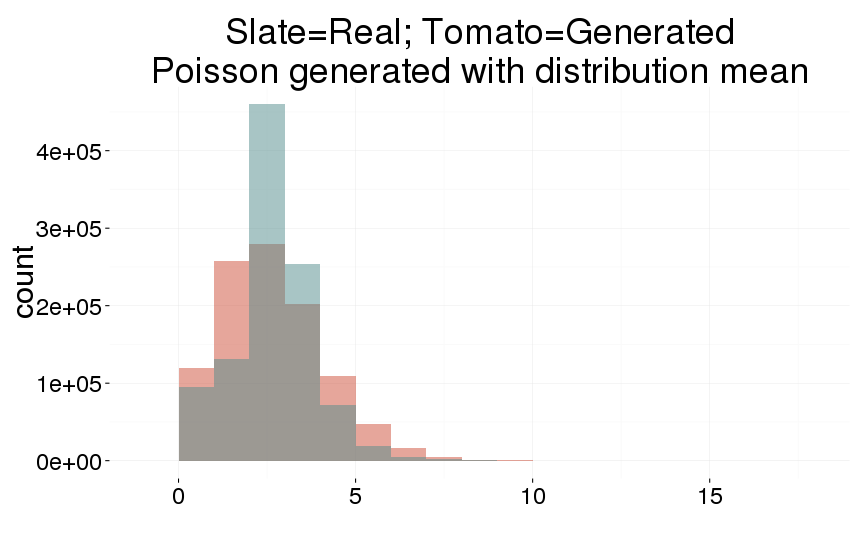 Slate=Real; Tomato=Generated
Poisson generated with distribution mean
count
4e+05
3e+05
2e+05
1e+05
0e+00
0
5
10
15